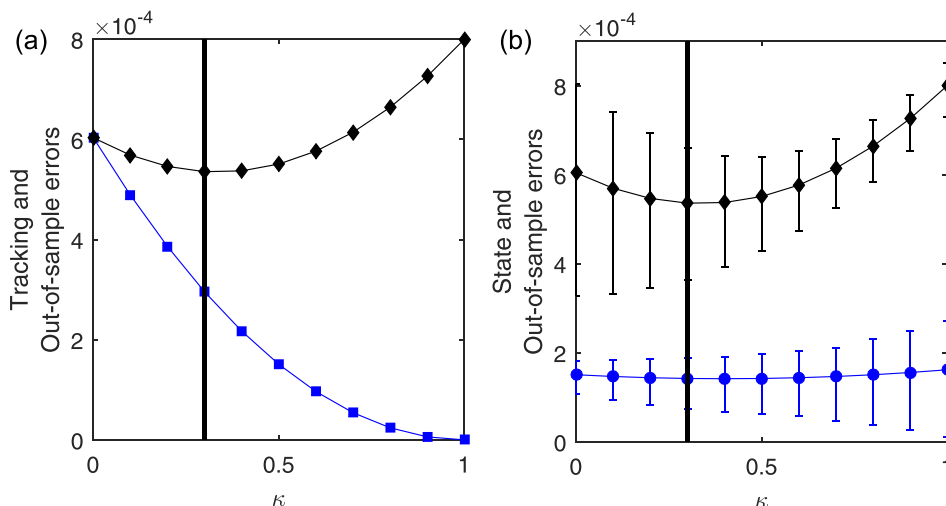 (a)
×10⁻⁴
8
6
4
2
0
0
0.5
1
κ
Tracking and
Out-of-sample errors
(b)
×10⁻⁴
8
6
4
2
0
0
0.5
1
κ
State and
Out-of-sample errors